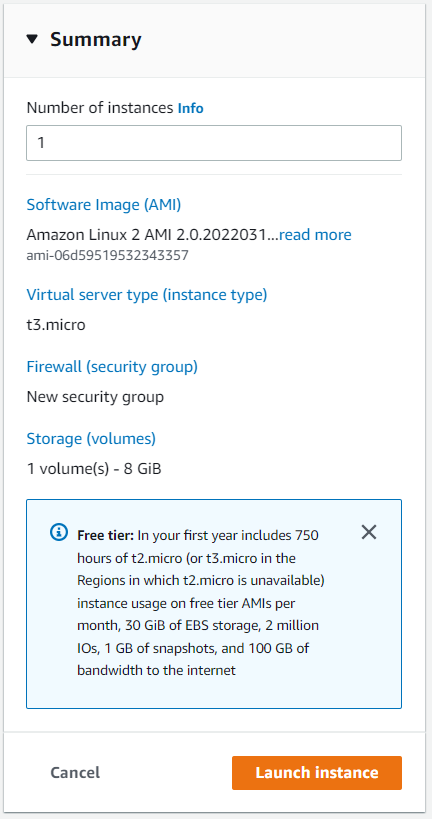 Summary
Number of instances Info
1
Software Image (AMI)
Amazon Linux 2 AMI 2.0.2022031...read more
ami-06d59519532343357
Virtual server type (instance type)
t3.micro
Firewall (security group)
New security group
Storage (volumes)
1 volume(s) - 8 GiB
Free tier: In your first year includes 750
hours of t2.micro (or t3.micro in the
Regions in which t2.micro is unavailable)
instance usage on free tier AMIs per
month, 30 GiB of EBS storage, 2 million
IOs, 1 GB of snapshots, and 100 GB of
bandwidth to the internet
Cancel
Launch instance